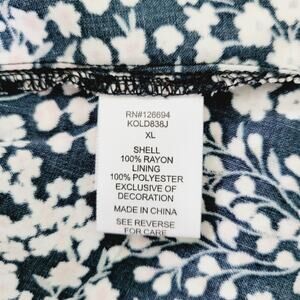 RN#126694
KOLD838J
XL
SHELL
100% RAYON
LINING
100% POLYESTER
EXCLUSIVE OF
DECORATION
MADE IN CHINA
SEE REVERSE
FOR CARE